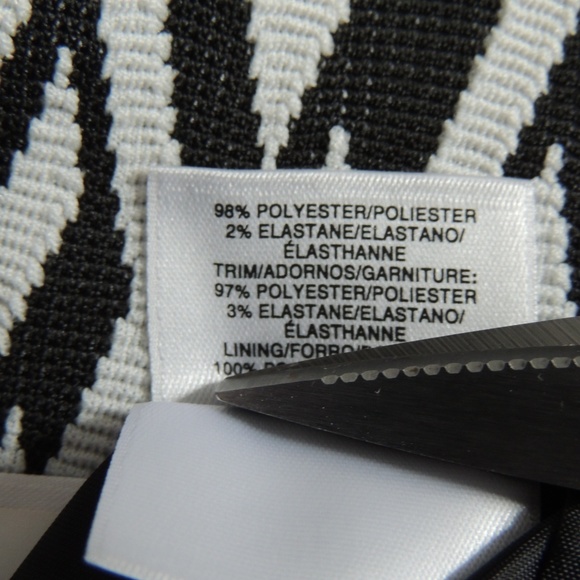 98% POLYESTER/POLIESTER
2% ELASTANE/ELASTANO/
ÉLASTHANNE
TRIM/ADORNOS/GARNITURE:
97% POLYESTER/POLIESTER
3% ELASTANE/ELASTANO/
ÉLASTHANNE
LINING/FORRO/
100%